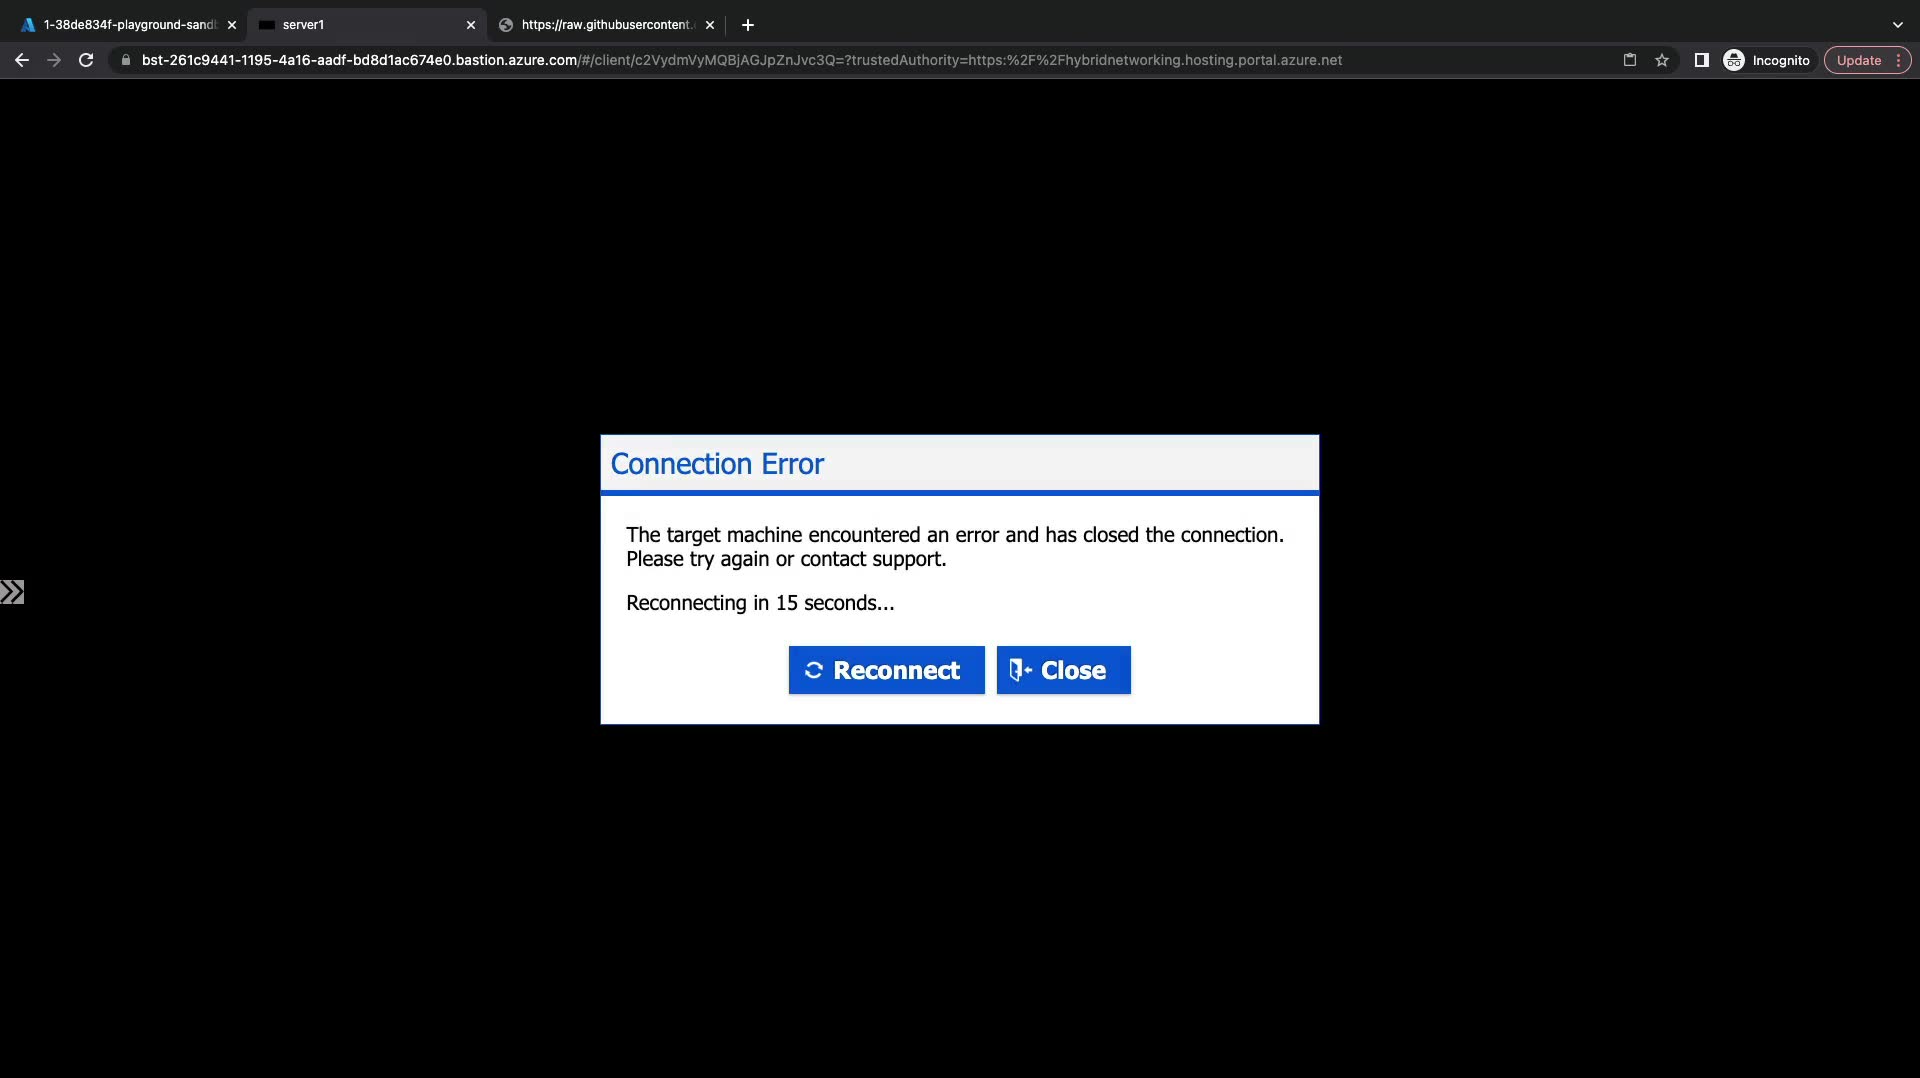 1-38de834f-playground-sandb
server1
https://raw.githubusercontent.
bst-261c9441-1195-4a16-aadf-bd8d1ac674e0.bastion.azure.com/#/client/c2VydmVyMQBjAGJpZnJvc3Q=?trustedAuthority=https:%2F%2Fhybridnetworking.hosting.portal.azure.net
Incognito
Update
Connection Error
The target machine encountered an error and has closed the connection.
Please try again or contact support.
Reconnecting in 15 seconds...
Reconnect
Close